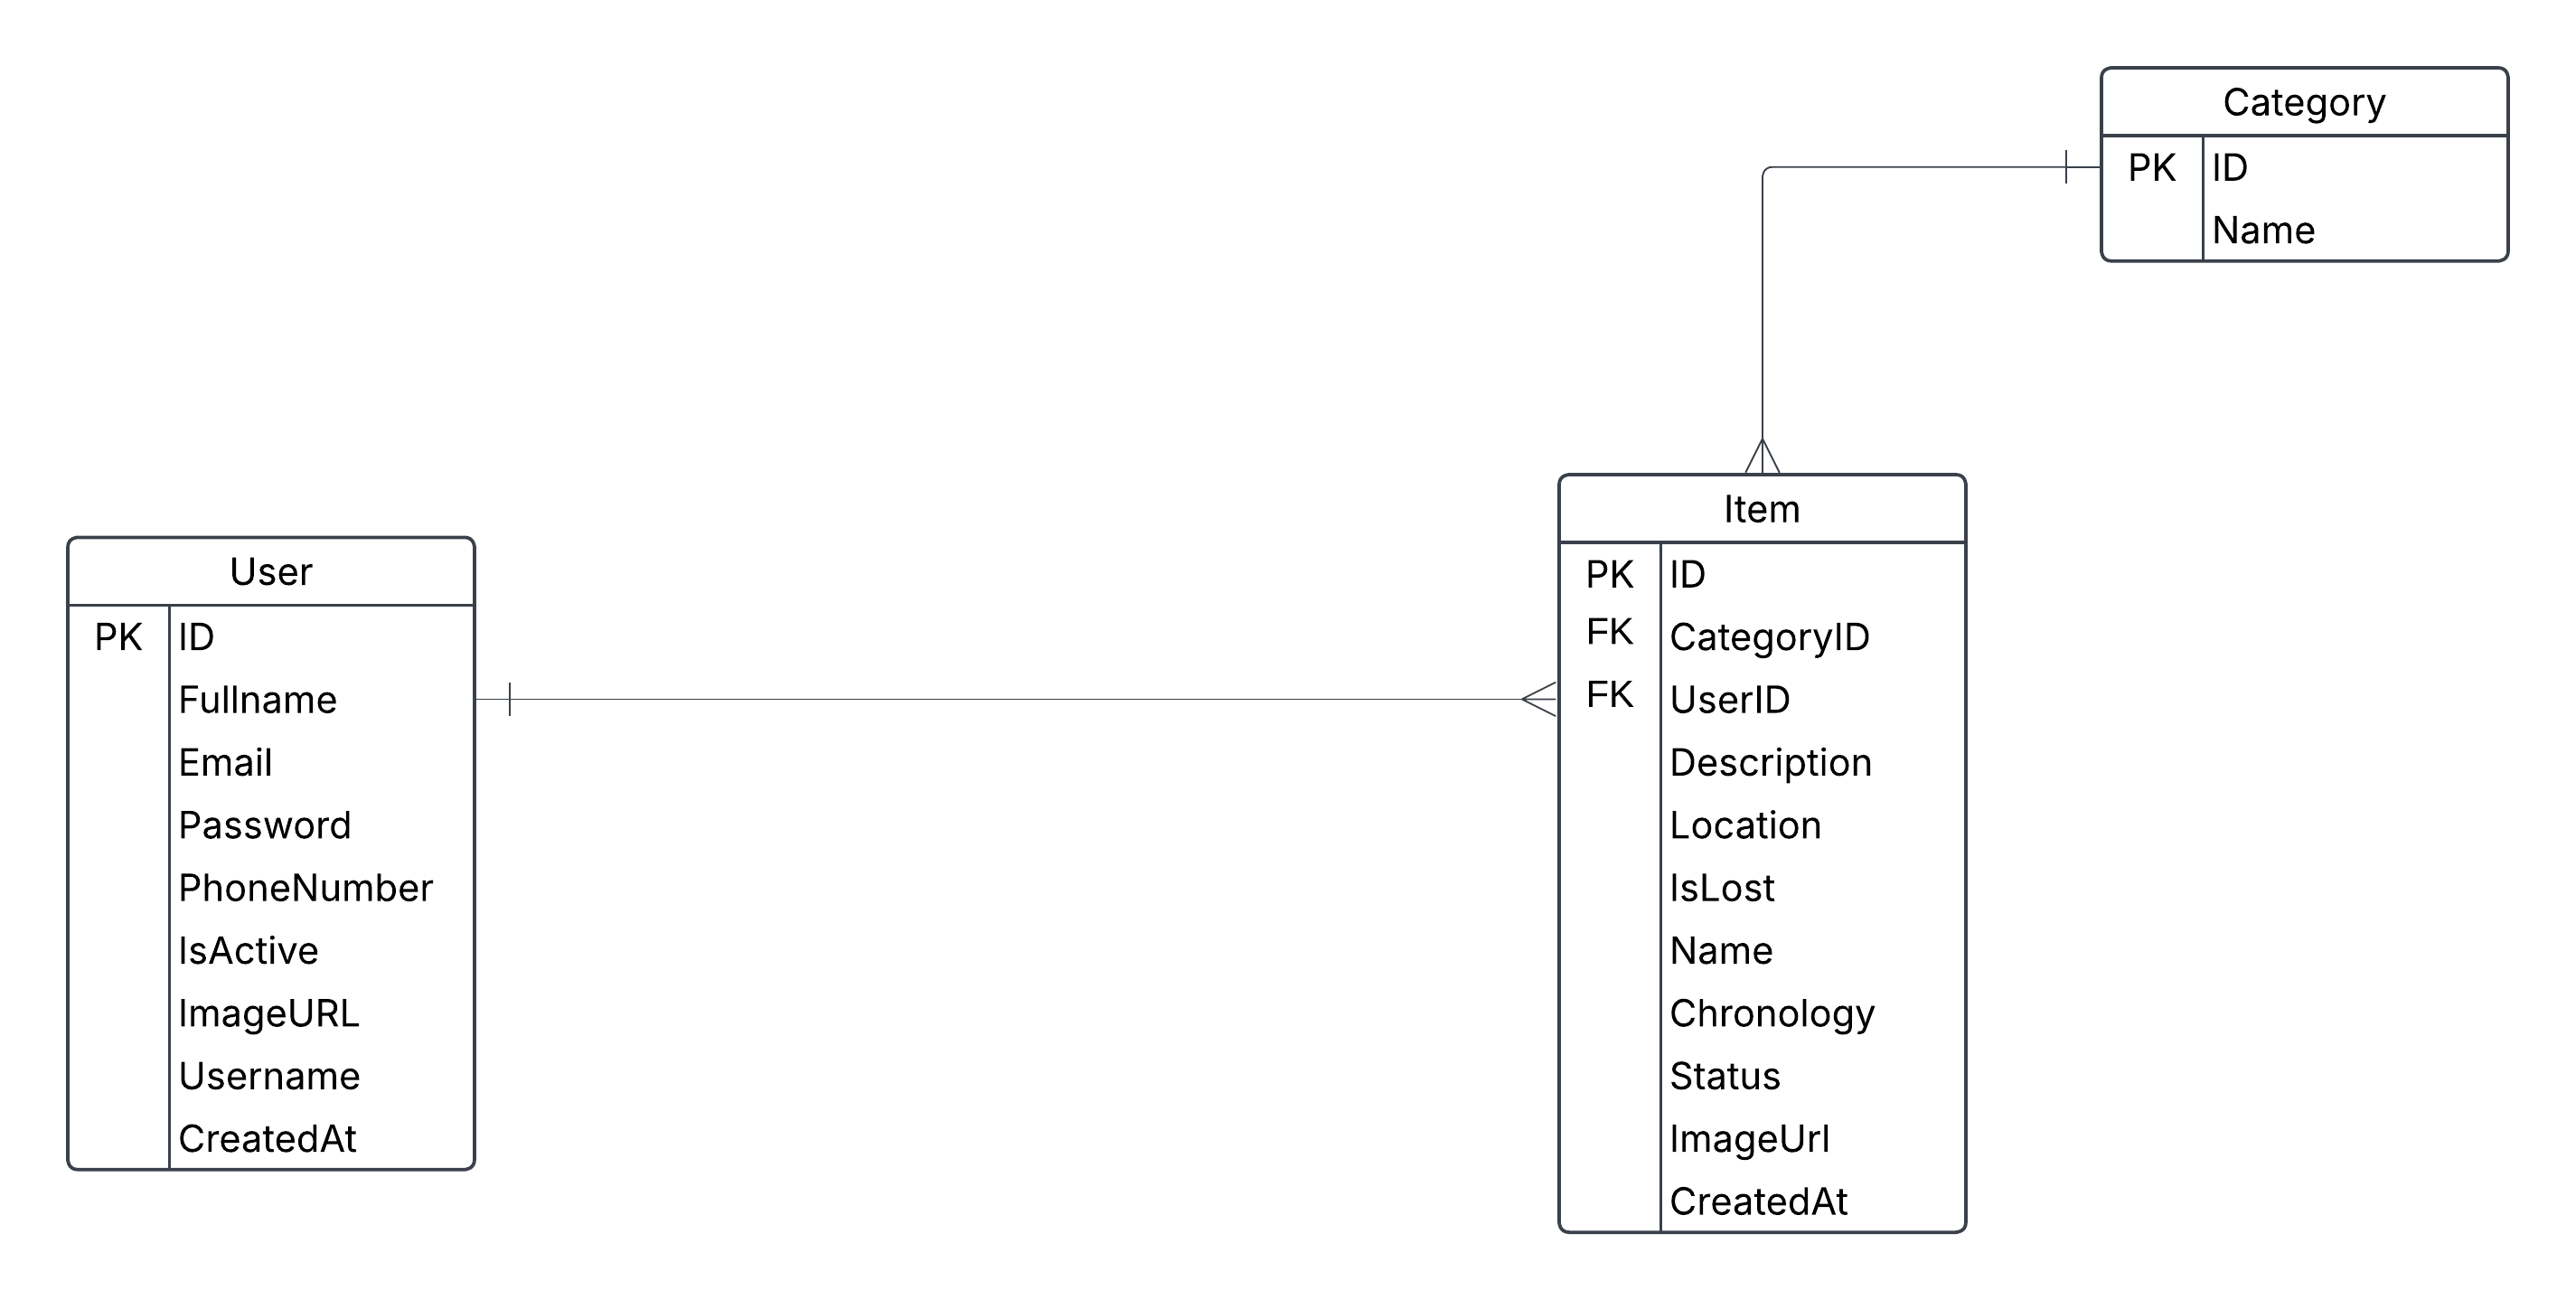 Category
PK ID
Name
Item
PK ID
FK CategoryID
FK UserID
Description
Location
IsLost
Name
Chronology
Status
ImageUrl
CreatedAt
User
PK ID
Fullname
Email
Password
PhoneNumber
IsActive
ImageURL
Username
CreatedAt